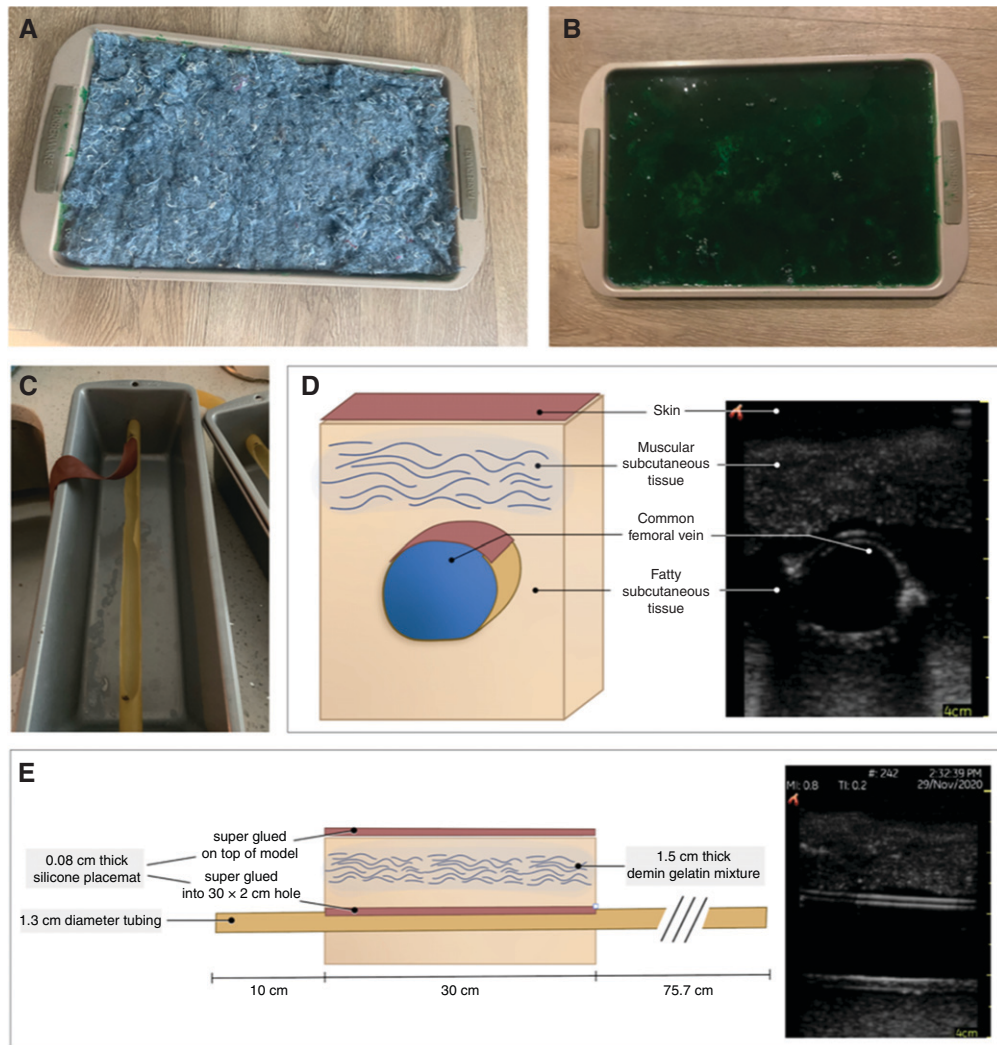 A
B
C
D
Skin
Muscular
subcutaneous
tissue
Common
femoral vein
Fatty
subcutaneous
tissue
4cm
E
super glued
on top of model
0.08 cm thick
silicone placemat
super glued
into 30 × 2 cm hole
1.3 cm diameter tubing
1.5 cm thick
demin gelatin mixture
10 cm
30 cm
75.7 cm
#: 242 2:32:39 PM
MI: 0.8 TI: 0.2 29/Nov/2020
4cm